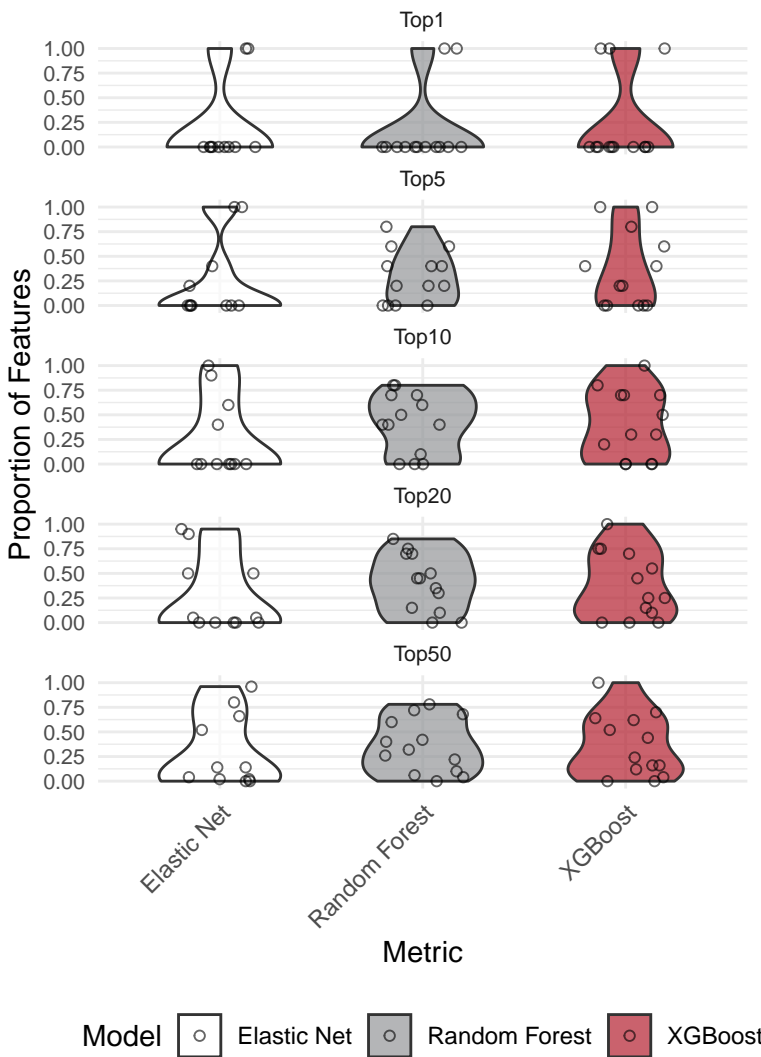 Top1
1.00
0.75
0.50
0.25
0.00
Top5
1.00
0.75
0.50
0.25
0.00
Top10
1.00
0.75
0.50
0.25
0.00
Top20
1.00
0.75
0.50
0.25
0.00
Top50
1.00
0.75
0.50
0.25
0.00
Proportion of Features
Elastic Net
Random Forest
XGBoost
Metric
Model Elastic Net Random Forest XGBoost